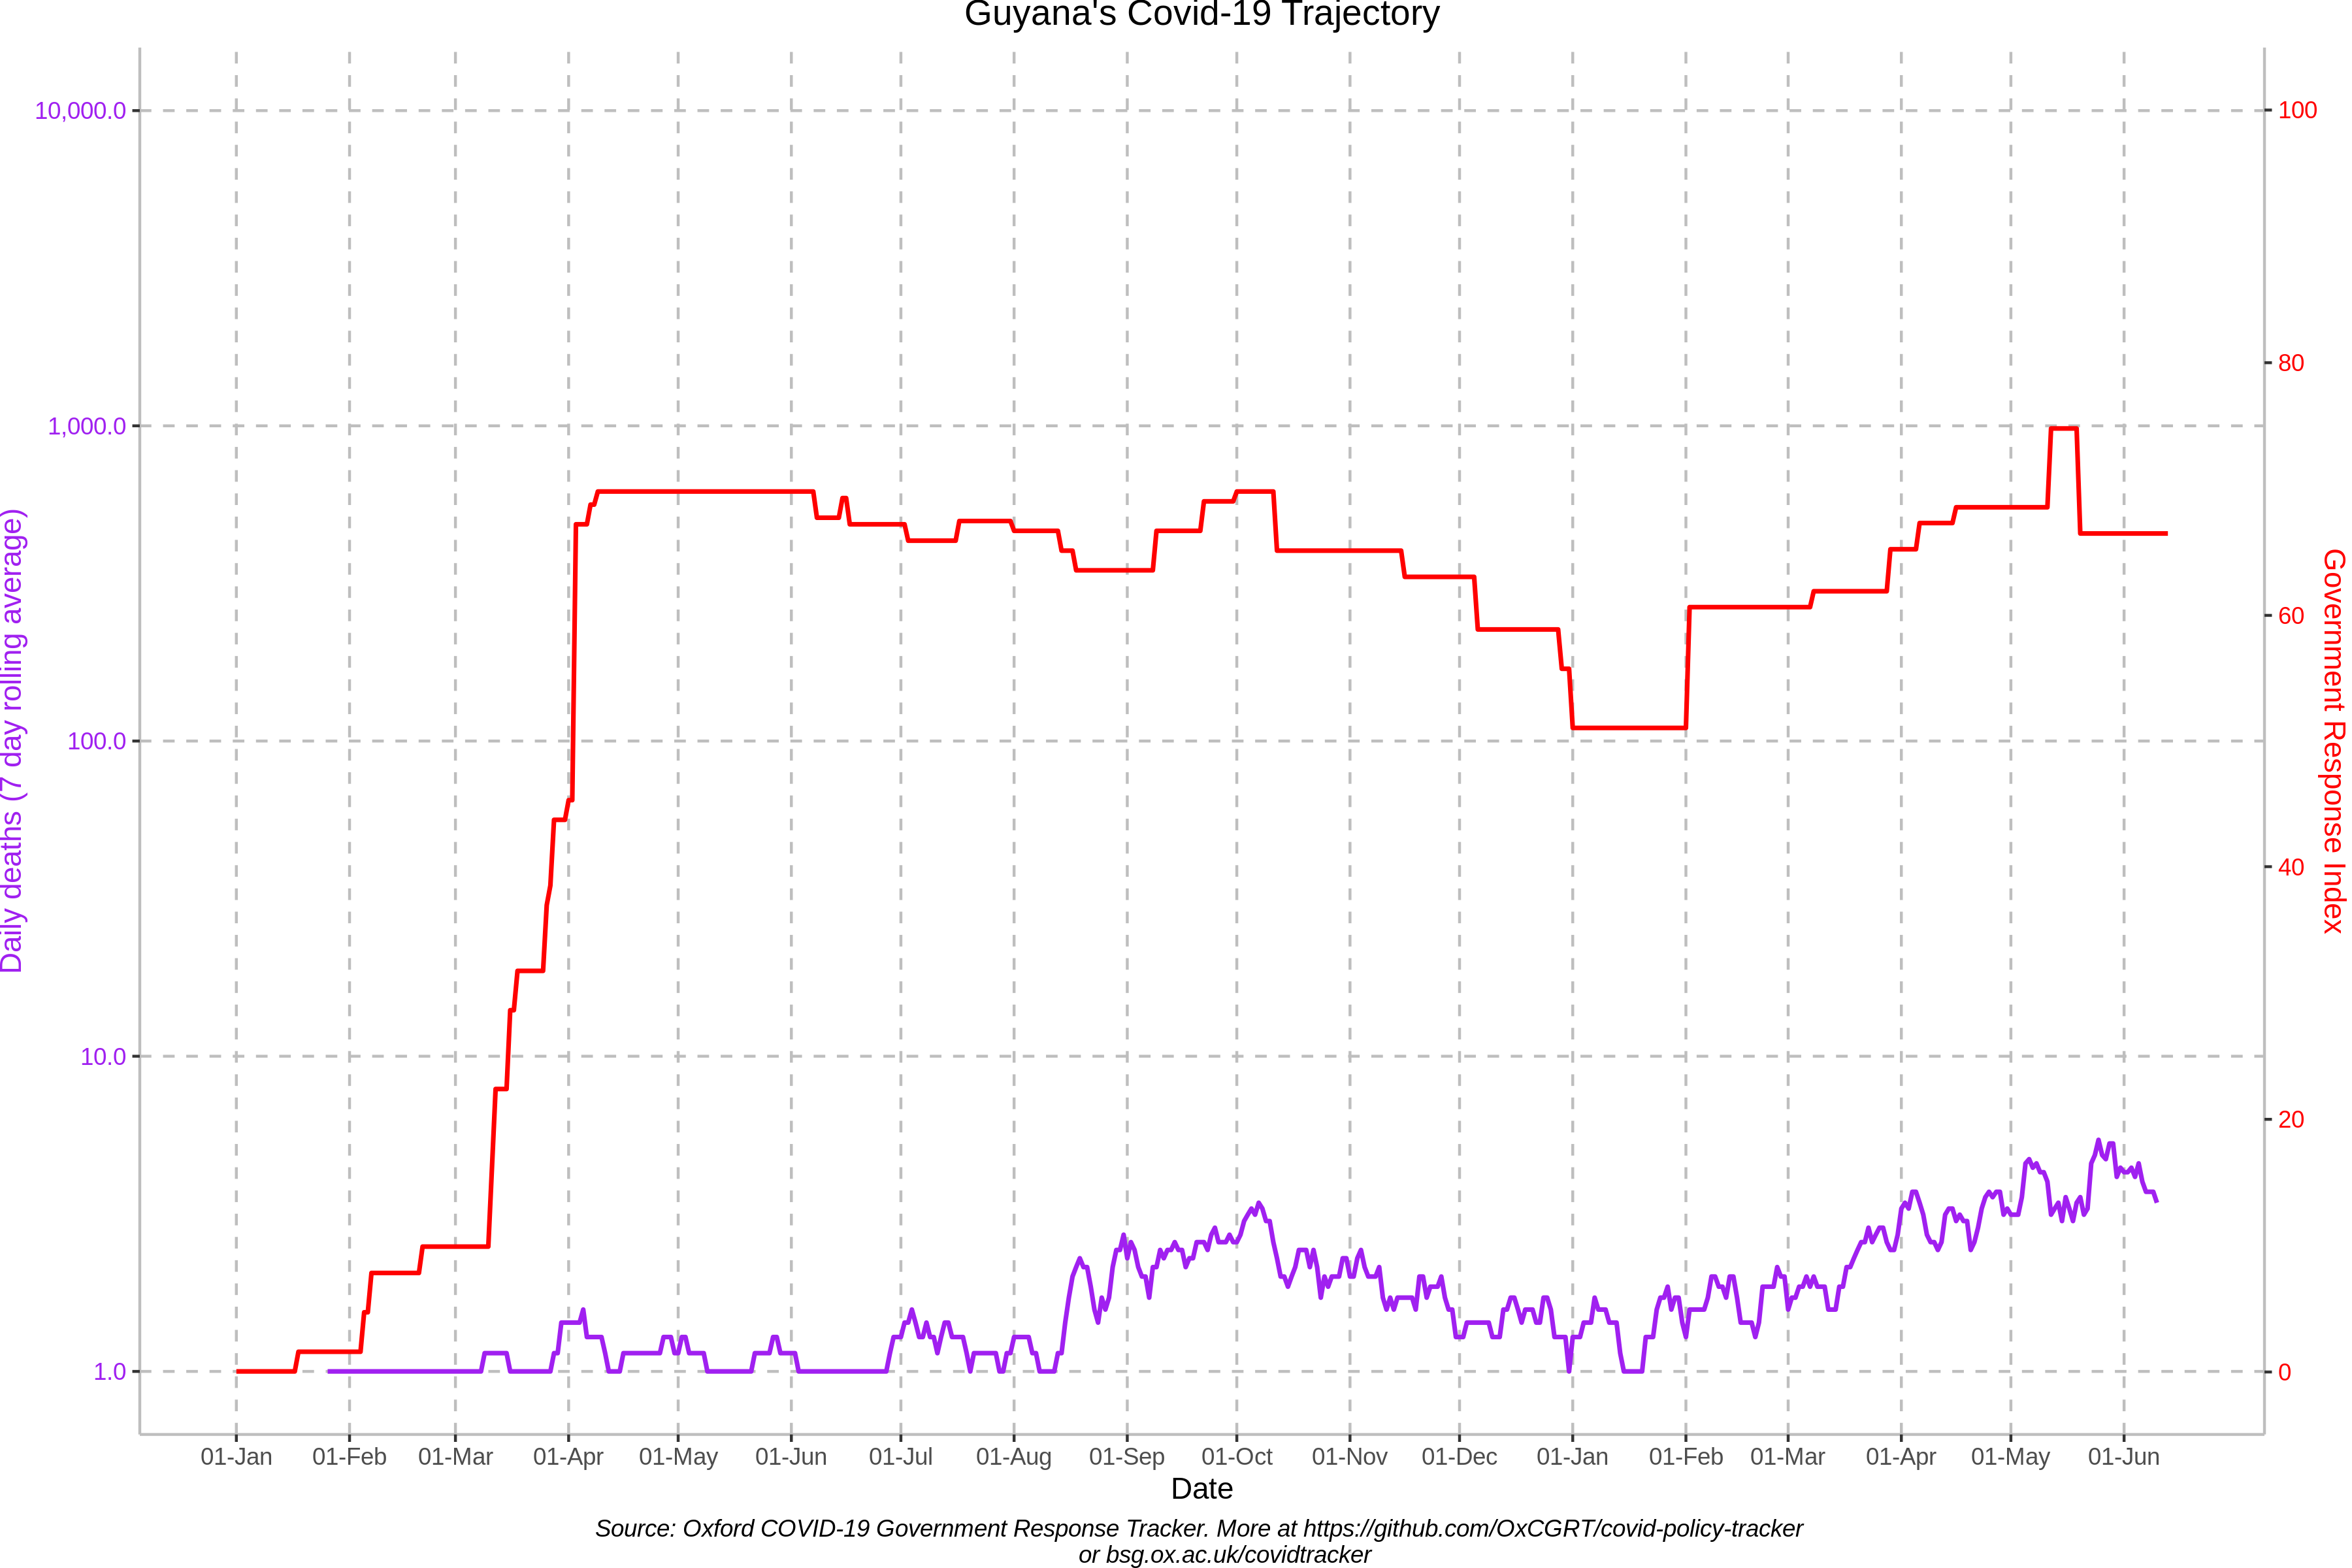 Guyana's Covid-19 Trajectory
10,000.0
1,000.0
100.0
10.0
1.0
Daily deaths (7 day rolling average)
100
80
60
40
20
0
Government Response Index
01-Jan 01-Feb 01-Mar 01-Apr 01-May 01-Jun 01-Jul 01-Aug 01-Sep 01-Oct 01-Nov 01-Dec 01-Jan 01-Feb 01-Mar 01-Apr 01-May 01-Jun
Date
Source: Oxford COVID-19 Government Response Tracker. More at https://github.com/OxCGRT/covid-policy-tracker
or bsg.ox.ac.uk/covidtracker